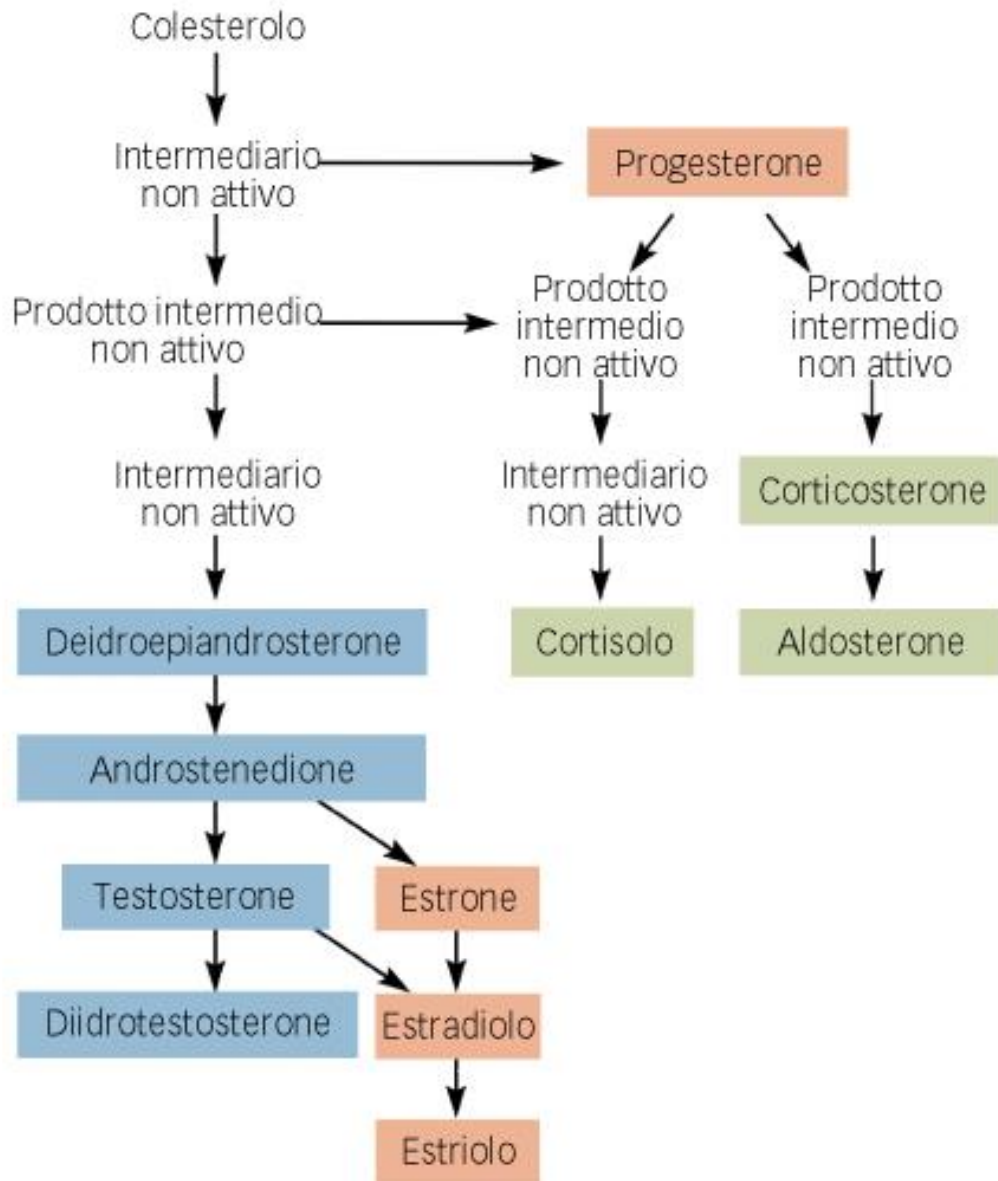 Colesterolo
Intermediario
non attivo
Progesterone
Prodotto intermedio
non attivo
Prodotto
intermedio
non attivo
Prodotto
intermedio
non attivo
Intermediario
non attivo
Intermediario
non attivo
Corticosterone
Deidroepiandrosterone
Cortisolo
Aldosterone
Androstenedione
Testosterone
Estrone
Diidrotestosterone
Estradiolo
Estriolo